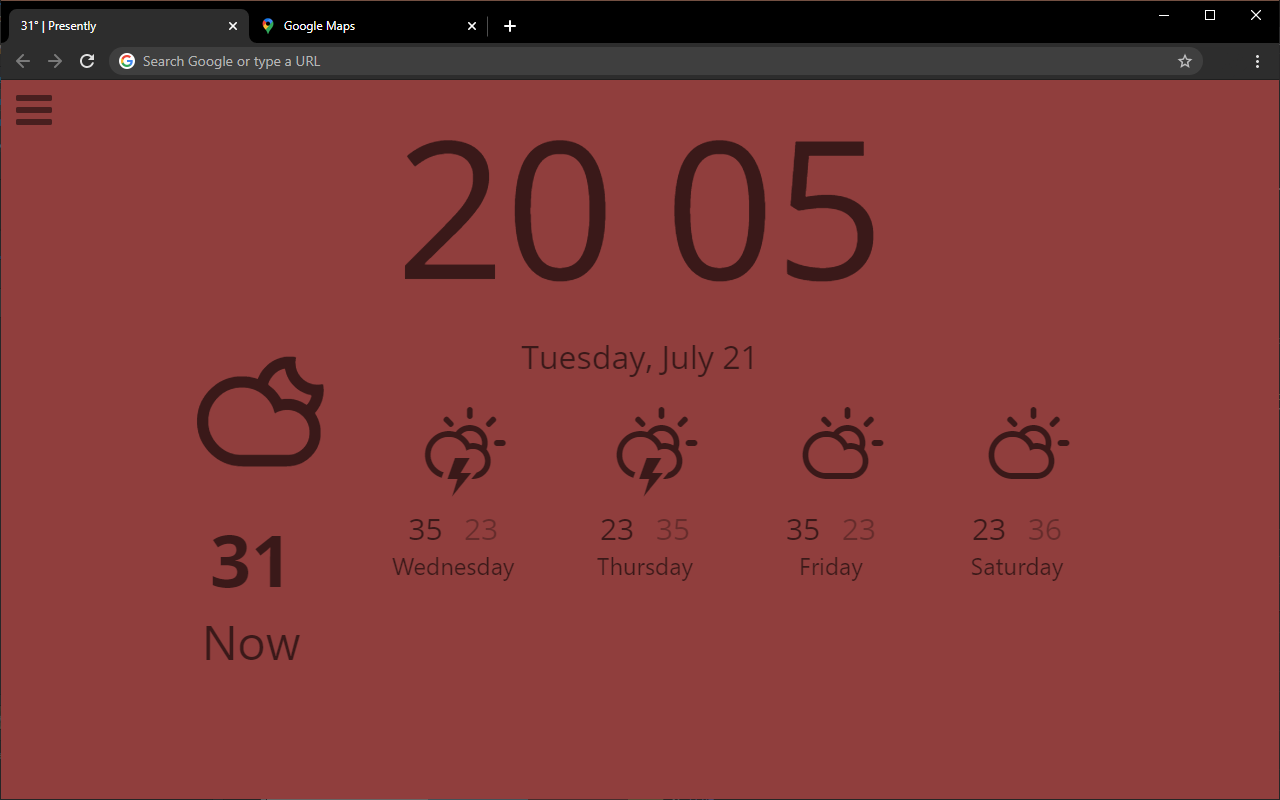 31° | Presently
Google Maps
Search Google or type a URL
20 05
Tuesday, July 21
31
Now
35 23
Wednesday
23 35
Thursday
35 23
Friday
23 36
Saturday